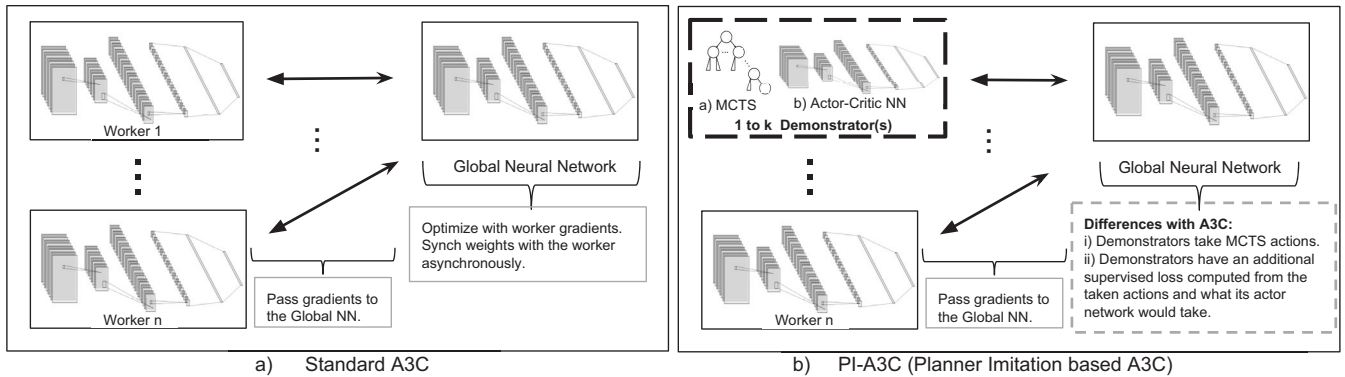 Worker 1
Global Neural Network
Optimize with worker gradients.
Synch weights with the worker
asynchronously.
Worker n
Pass gradients to
the Global NN.
a) Standard A3C
a) MCTS
b) Actor-Critic NN
1 to k Demonstrator(s)
Global Neural Network
Differences with A3C:
i) Demonstrators take MCTS actions.
ii) Demonstrators have an additional
supervised loss computed from the
taken actions and what its actor
network would take.
Worker n
Pass gradients to
the Global NN.
b) PI-A3C (Planner Imitation based A3C)